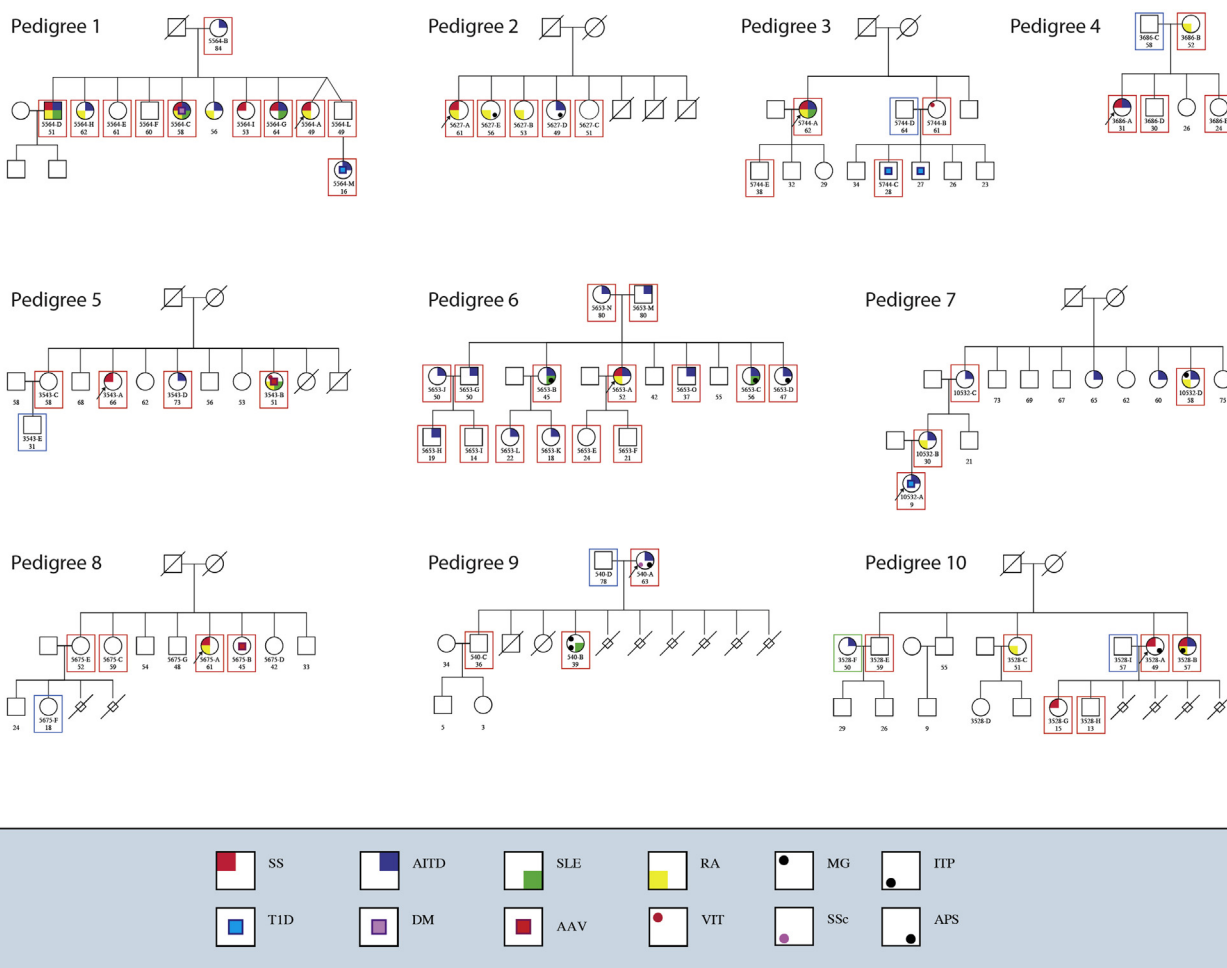 Pedigree 1
Pedigree 2
Pedigree 3
Pedigree 4
5564-B
84
5564-D
51
5564-H
62
5564-E
61
5564-F
60
5564-C
58
56
5564-I
53
5564-G
64
5564-A
49
5564-L
49
5564-M
16
5627-A
61
5627-E
56
5627-B
53
5627-D
49
5627-C
51
5744-A
62
5744-D
64
5744-B
61
5744-E
38
32
29
34
5744-C
28
27
26
23
3686-C
58
3686-B
52
3686-A
31
3686-D
30
26
24
Pedigree 5
Pedigree 6
Pedigree 7
58
3543-C
58
68
3543-A
66
62
3543-D
73
56
53
3543-B
51
3543-E
31
5653-N
80
5653-M
80
5653-J
50
5653-G
50
5653-B
45
5653-A
52
42
5653-O
37
55
5653-C
56
5653-D
47
5653-H
19
5653-I
14
5653-L
22
5653-K
18
5653-E
24
5653-F
21
10532-C
73
69
67
65
62
60
10532-D
58
75
10532-B
30
21
10532-A
9
Pedigree 8
Pedigree 9
Pedigree 10
5675-E
52
5675-C
59
54
5675-G
48
5675-A
61
5675-B
45
5675-D
42
33
24
5675-F
18
540-D
78
540-A
63
34
540-C
36
540-B
39
5
3
3528-F
50
3528-E
59
55
3528-C
51
3528-I
57
3528-A
49
3528-B
57
29
26
9
3528-D
3528-G
15
3528-H
13
SS
AITD
SLE
RA
MG
ITP
T1D
DM
AAV
VIT
SSc
APS